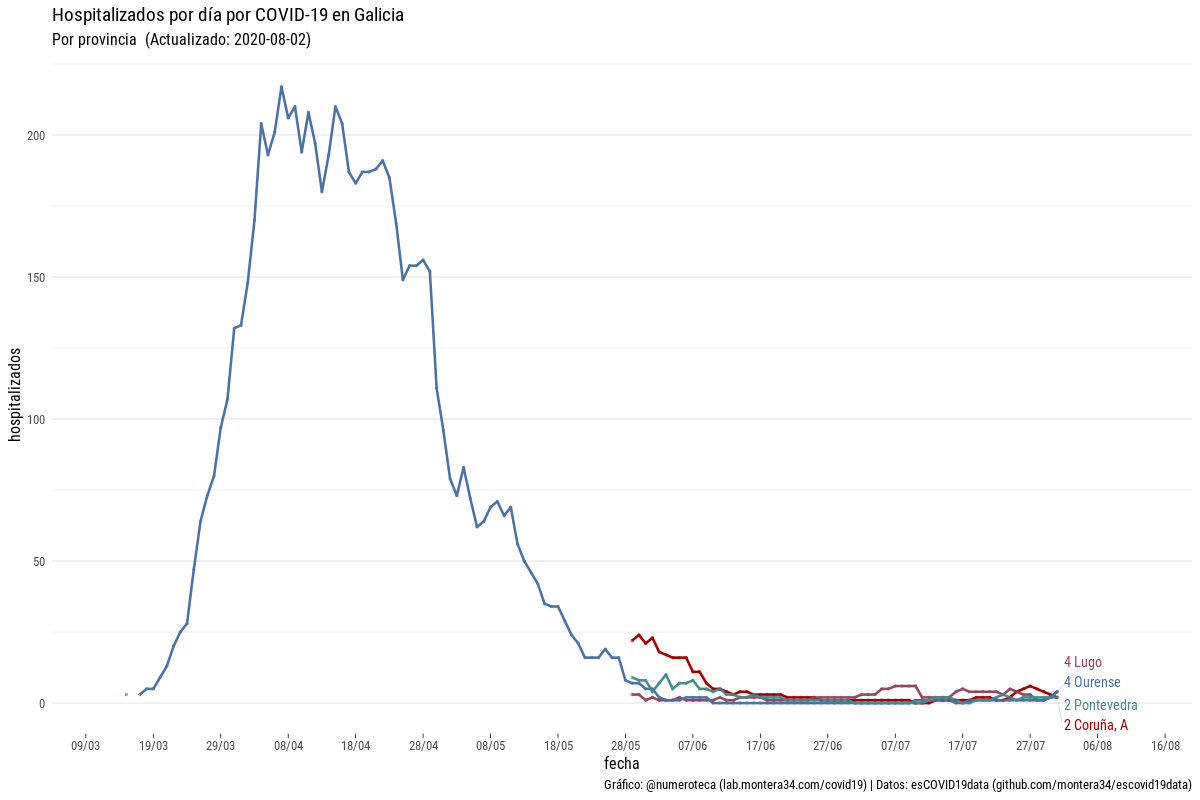 Hospitalizados por día por COVID-19 en Galicia
Por provincia (Actualizado: 2020-08-02)
hospitalizados
200
150
100
50
0
4 Lugo
4 Ourense
2 Pontevedra
2 Coruña, A
09/03 19/03 29/03 08/04 18/04 28/04 08/05 18/05 28/05 07/06 17/06 27/06 07/07 17/07 27/07 06/08 16/08
fecha
Gráfico: @numeroteca (lab.montera34.com/covid19) | Datos: esCOVID19data (github.com/montera34/escovid19data)